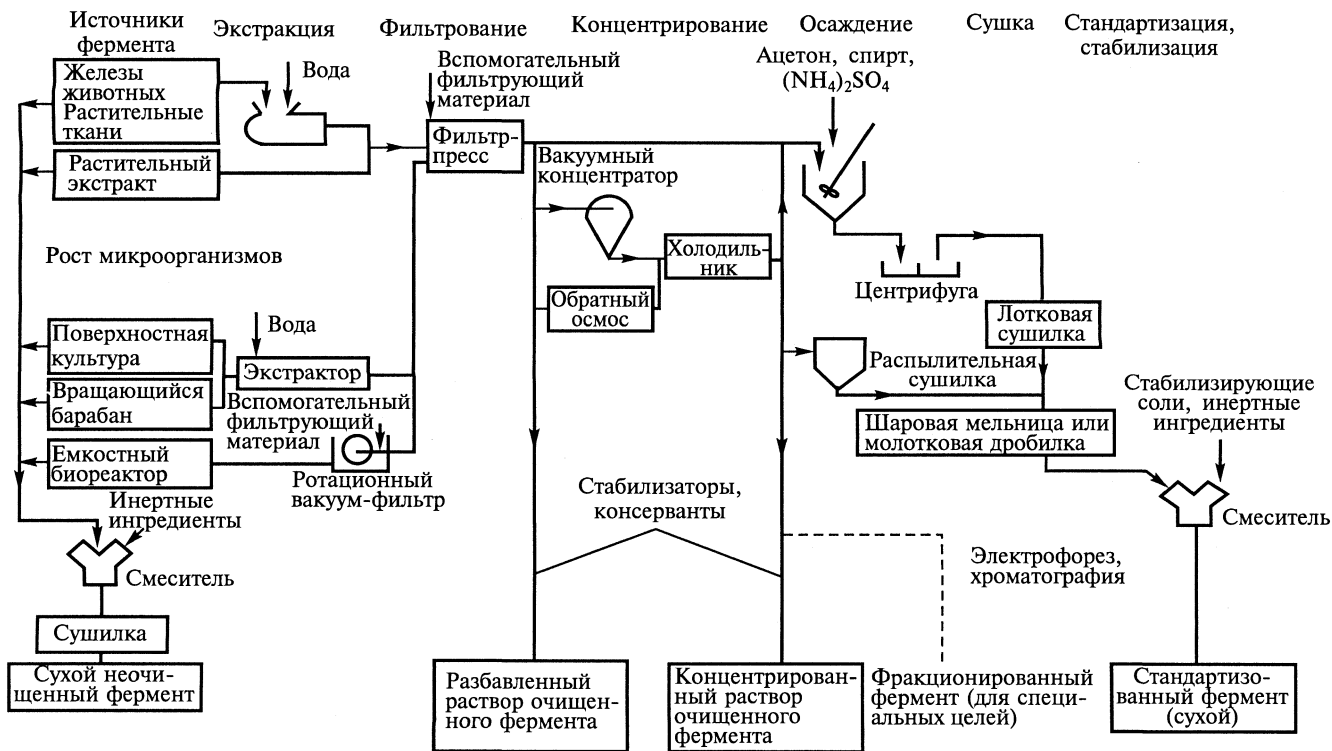 Источники
фермента
Экстракция
Фильтрование
Концентрирование
Осаждение
Сушка
Стандартизация,
стабилизация
Железы
животных
Растительные
ткани
Вода
Вспомогательный
фильтрующий
материал
Ацетон, спирт,
(NH₄)₂SO₄
Фильтр-
пресс
Растительный
экстракт
Вакуумный
концентратор
Рост микроорганизмов
Холодиль-
ник
Центрифуга
Обратный
осмос
Лотковая
сушилка
Поверхностная
культура
Вода
Экстрактор
Распылительная
сушилка
Вращающийся
барабан
Вспомогательный
фильтрующий
материал
Стабилизирующие
соли, инертные
ингредиенты
Шаровая мельница или
молотковая дробилка
Емкостный
биореактор
Ротационный
вакуум-фильтр
Инертные
ингредиенты
Стабилизаторы,
консерванты
Смеситель
Смеситель
Электрофорез,
хроматография
Сушилка
Сухой неочи-
щенный фермент
Разбавленный
раствор очищен-
ного фермента
Концентрирован-
ный раствор
очищенного
фермента
Фракционированный
фермент (для специ-
альных целей)
Стандартизо-
ованный фермент
(сухой)